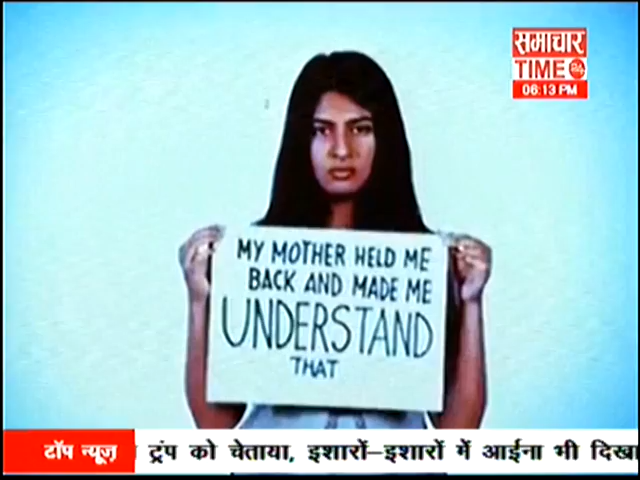 समाचार
TIME
06:13 PM
MY MOTHER HELD ME
BACK AND MADE ME
UNDERSTAND
THAT
टॉप न्यूज़ ट्रंप को चेताया, इशारों-इशारों में आईना भी दिखा